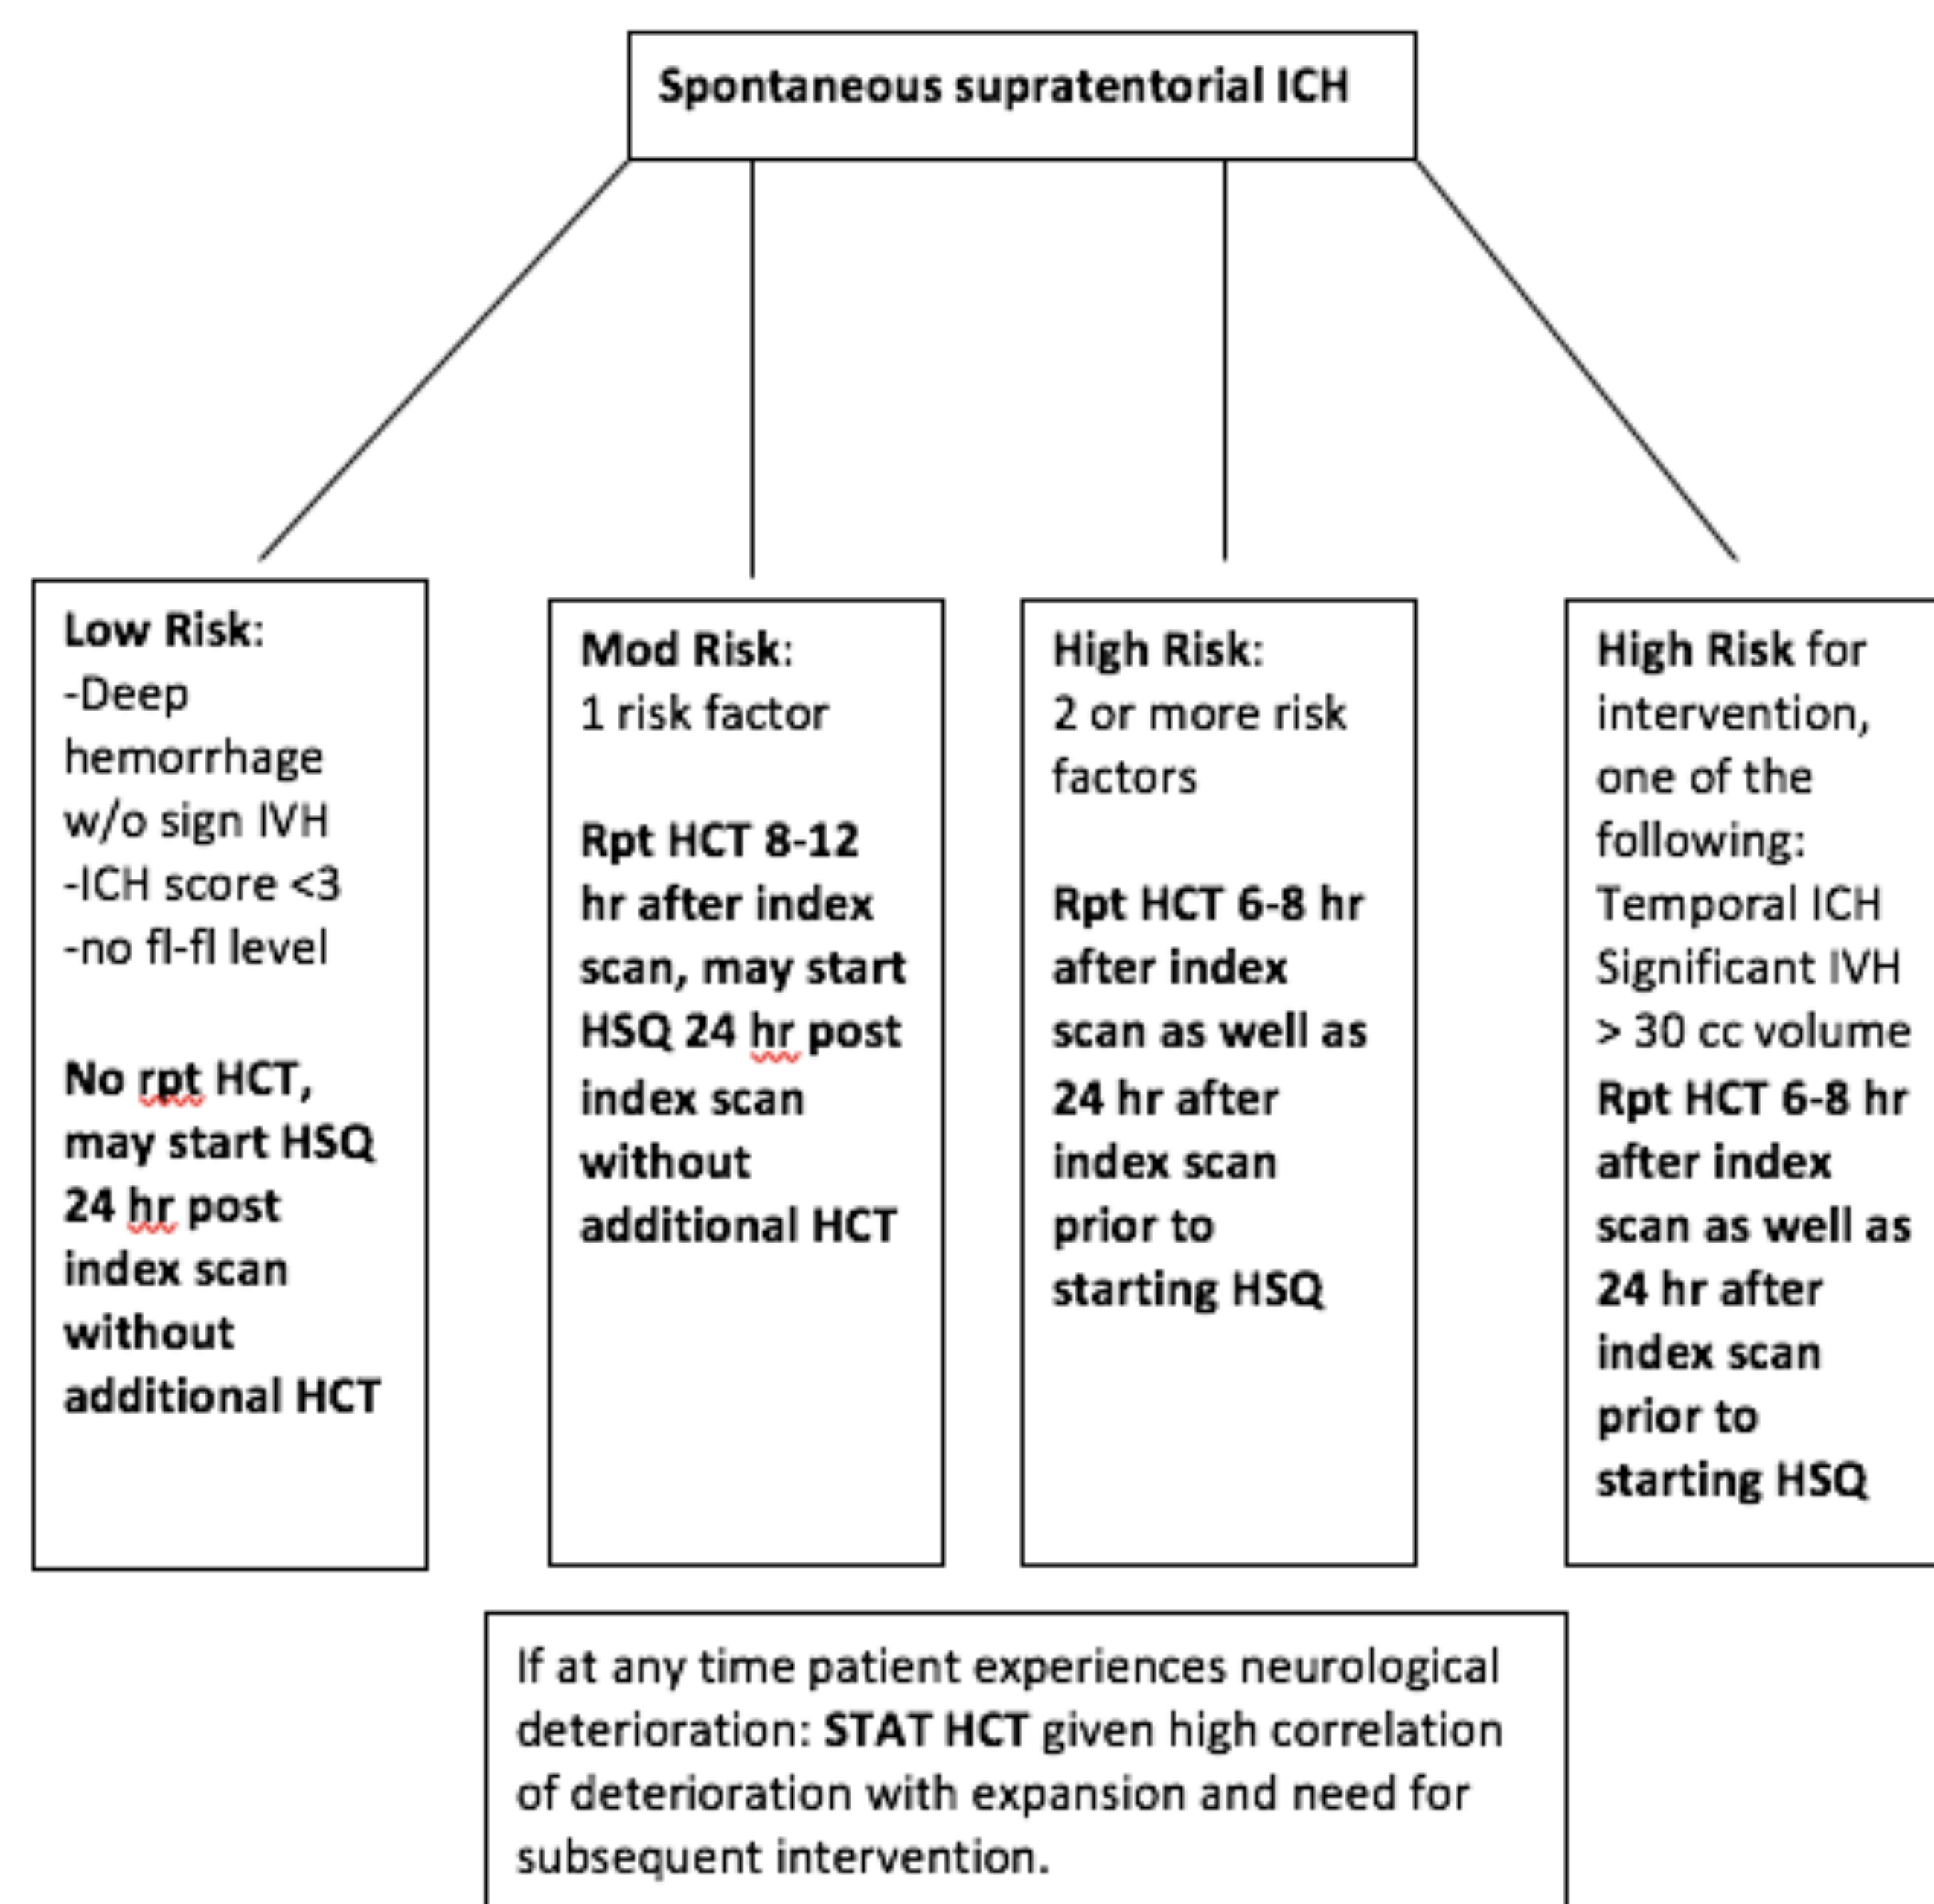 Spontaneous supratentorial ICH
Low Risk:
-Deep
hemorrhage
w/o sign IVH
-ICH score <3
-no fl-fl level
No rpt HCT,
may start HSQ
24 hr post
index scan
without
additional HCT
Mod Risk:
1 risk factor
Rpt HCT 8-12
hr after index
scan, may start
HSQ 24 hr post
index scan
without
additional HCT
High Risk:
2 or more risk
factors
Rpt HCT 6-8 hr
after index
scan as well as
24 hr after
index scan
prior to
starting HSQ
High Risk for
intervention,
one of the
following:
Temporal ICH
Significant IVH
> 30 cc volume
Rpt HCT 6-8 hr
after index
scan as well as
24 hr after
index scan
prior to
starting HSQ
If at any time patient experiences neurological
deterioration: STAT HCT given high correlation
of deterioration with expansion and need for
subsequent intervention.